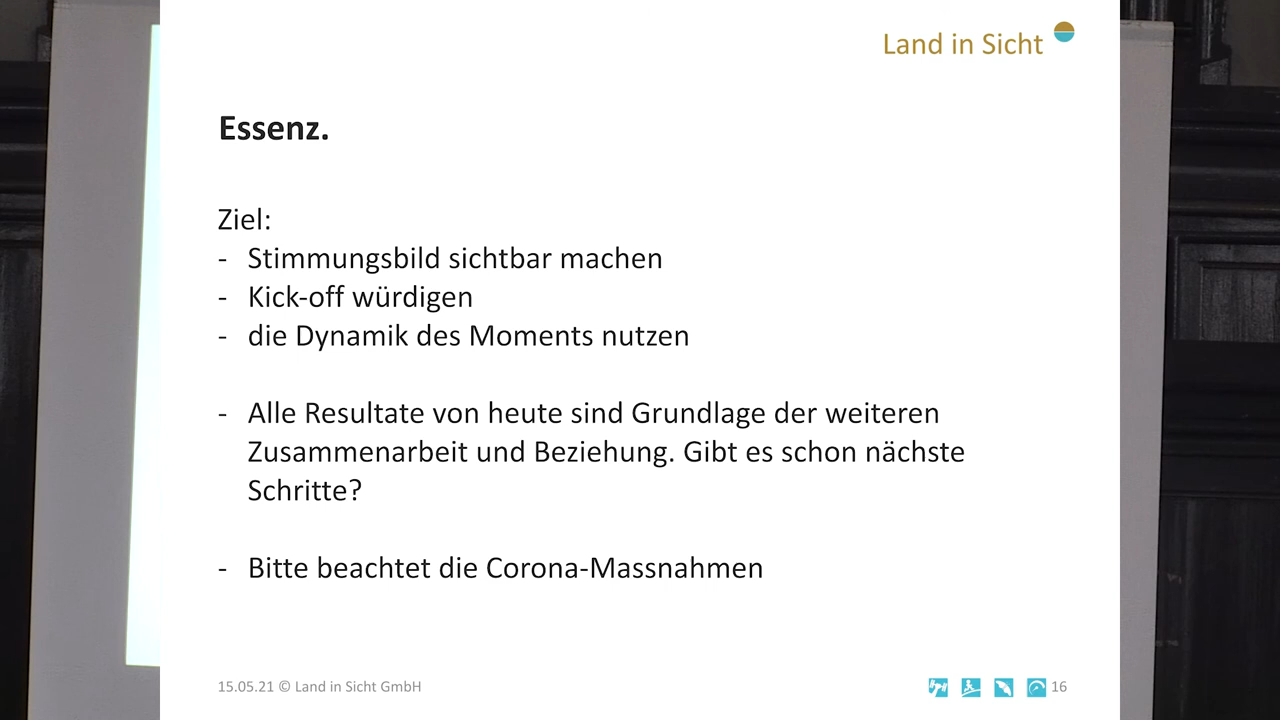 Land in Sicht
Essenz.
Ziel:
- Stimmungsbild sichtbar machen
- Kick-off würdigen
- die Dynamik des Moments nutzen
- Alle Resultate von heute sind Grundlage der weiteren
Zusammenarbeit und Beziehung. Gibt es schon nächste
Schritte?
- Bitte beachtet die Corona-Massnahmen
15.05.21 © Land in Sicht GmbH
16